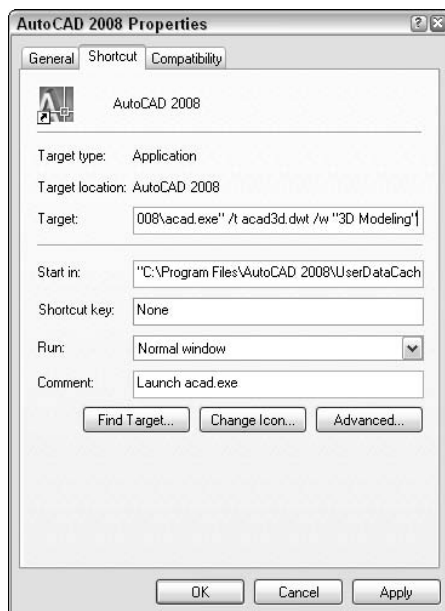 AutoCAD 2008 Properties
General Shortcut Compatibility
AutoCAD 2008
Target type: Application
Target location: AutoCAD 2008
Target: 008\acad.exe" /t acad3d.dwt /w "3D Modeling"
Start in: "C:\Program Files\AutoCAD 2008\UserDataCach
Shortcut key: None
Run: Normal window
Comment: Launch acad.exe
Find Target... Change Icon... Advanced...
OK Cancel Apply